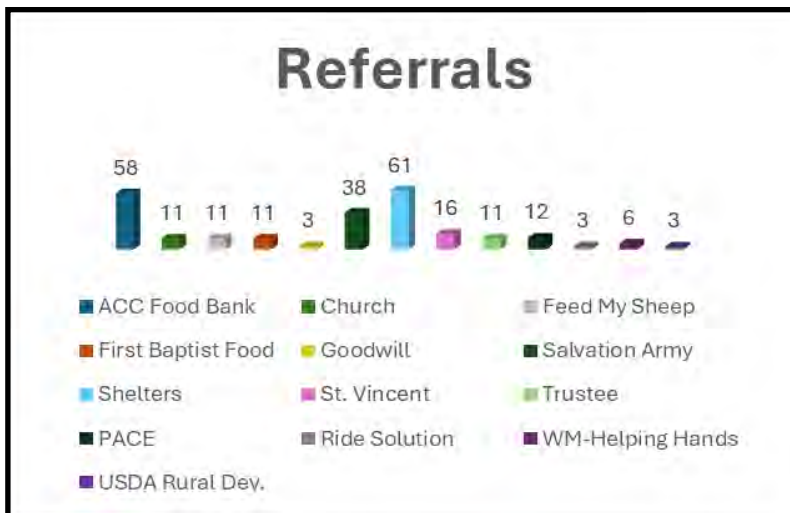 Referrals
58 11 11 11 3 38 61 16 11 12 3 6 3
ACC Food Bank Church Feed My Sheep
First Baptist Food Goodwill Salvation Army
Shelters St. Vincent Trustee
PACE Ride Solution WM-Helping Hands
USDA Rural Dev.